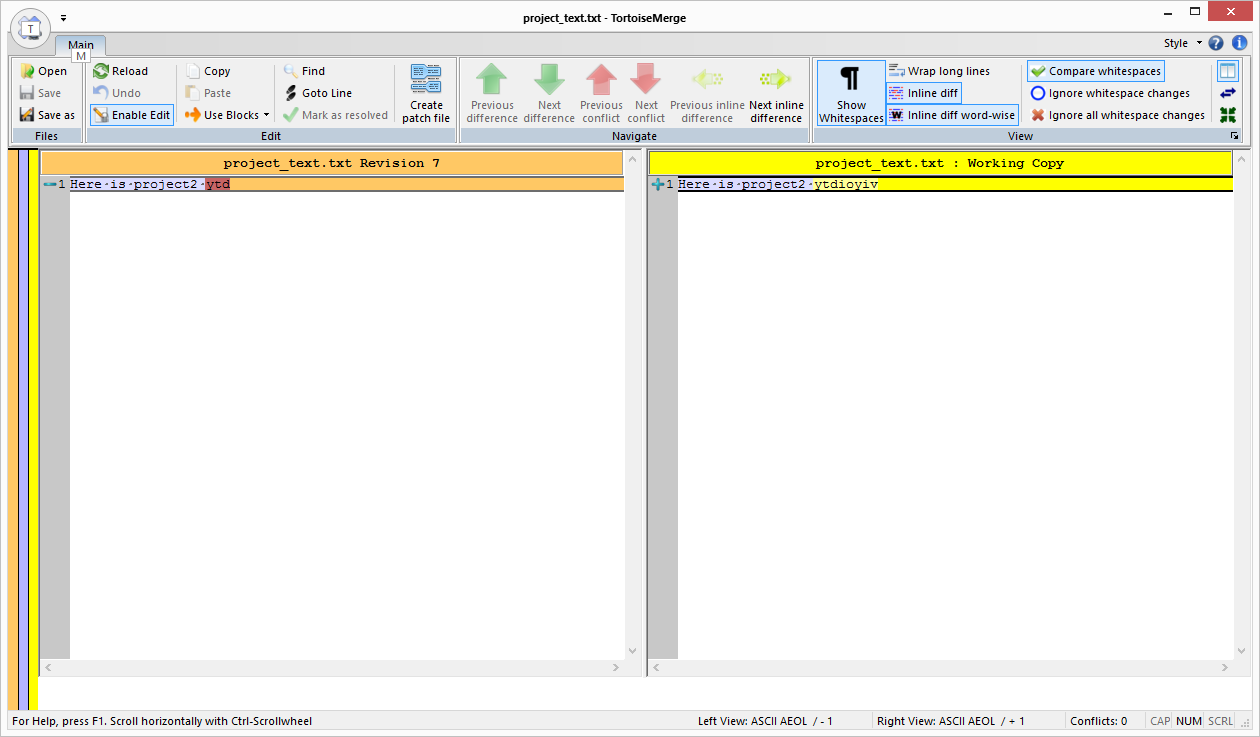 project_text.txt - TortoiseMerge
T
Main
M
Style
Open
Save
Save as
Files
Reload
Undo
Enable Edit
Copy
Paste
Use Blocks
Find
Goto Line
Mark as resolved
Create
patch file
Edit
Previous
difference
Next
difference
Previous
conflict
Next
conflict
Previous inline
difference
Next inline
difference
Navigate
Show
Whitespaces
Wrap long lines
Inline diff
Inline diff word-wise
Compare whitespaces
Ignore whitespace changes
Ignore all whitespace changes
View
project_text.txt Revision 7
1 Here·is·project2·ytd
project_text.txt : Working Copy
1 Here·is·project2·ytdioyiv
For Help, press F1. Scroll horizontally with Ctrl-Scrollwheel
Left View: ASCII AEOL / - 1
Right View: ASCII AEOL / + 1
Conflicts: 0
CAP NUM SCRL